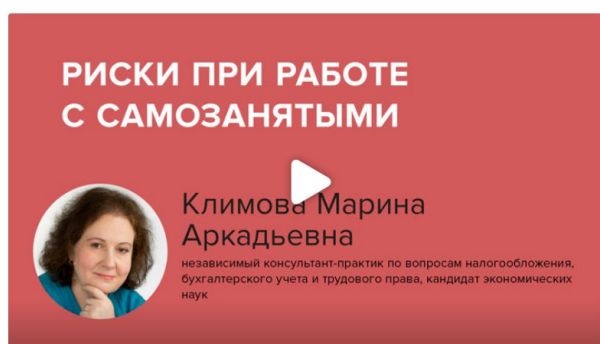 РИСКИ ПРИ РАБОТЕ
С САМОЗАНЯТЫМИ
Климова Марина
Аркадьевна
независимый консультант-практик по вопросам налогообложения,
бухгалтерского учета и трудового права, кандидат экономических
наук